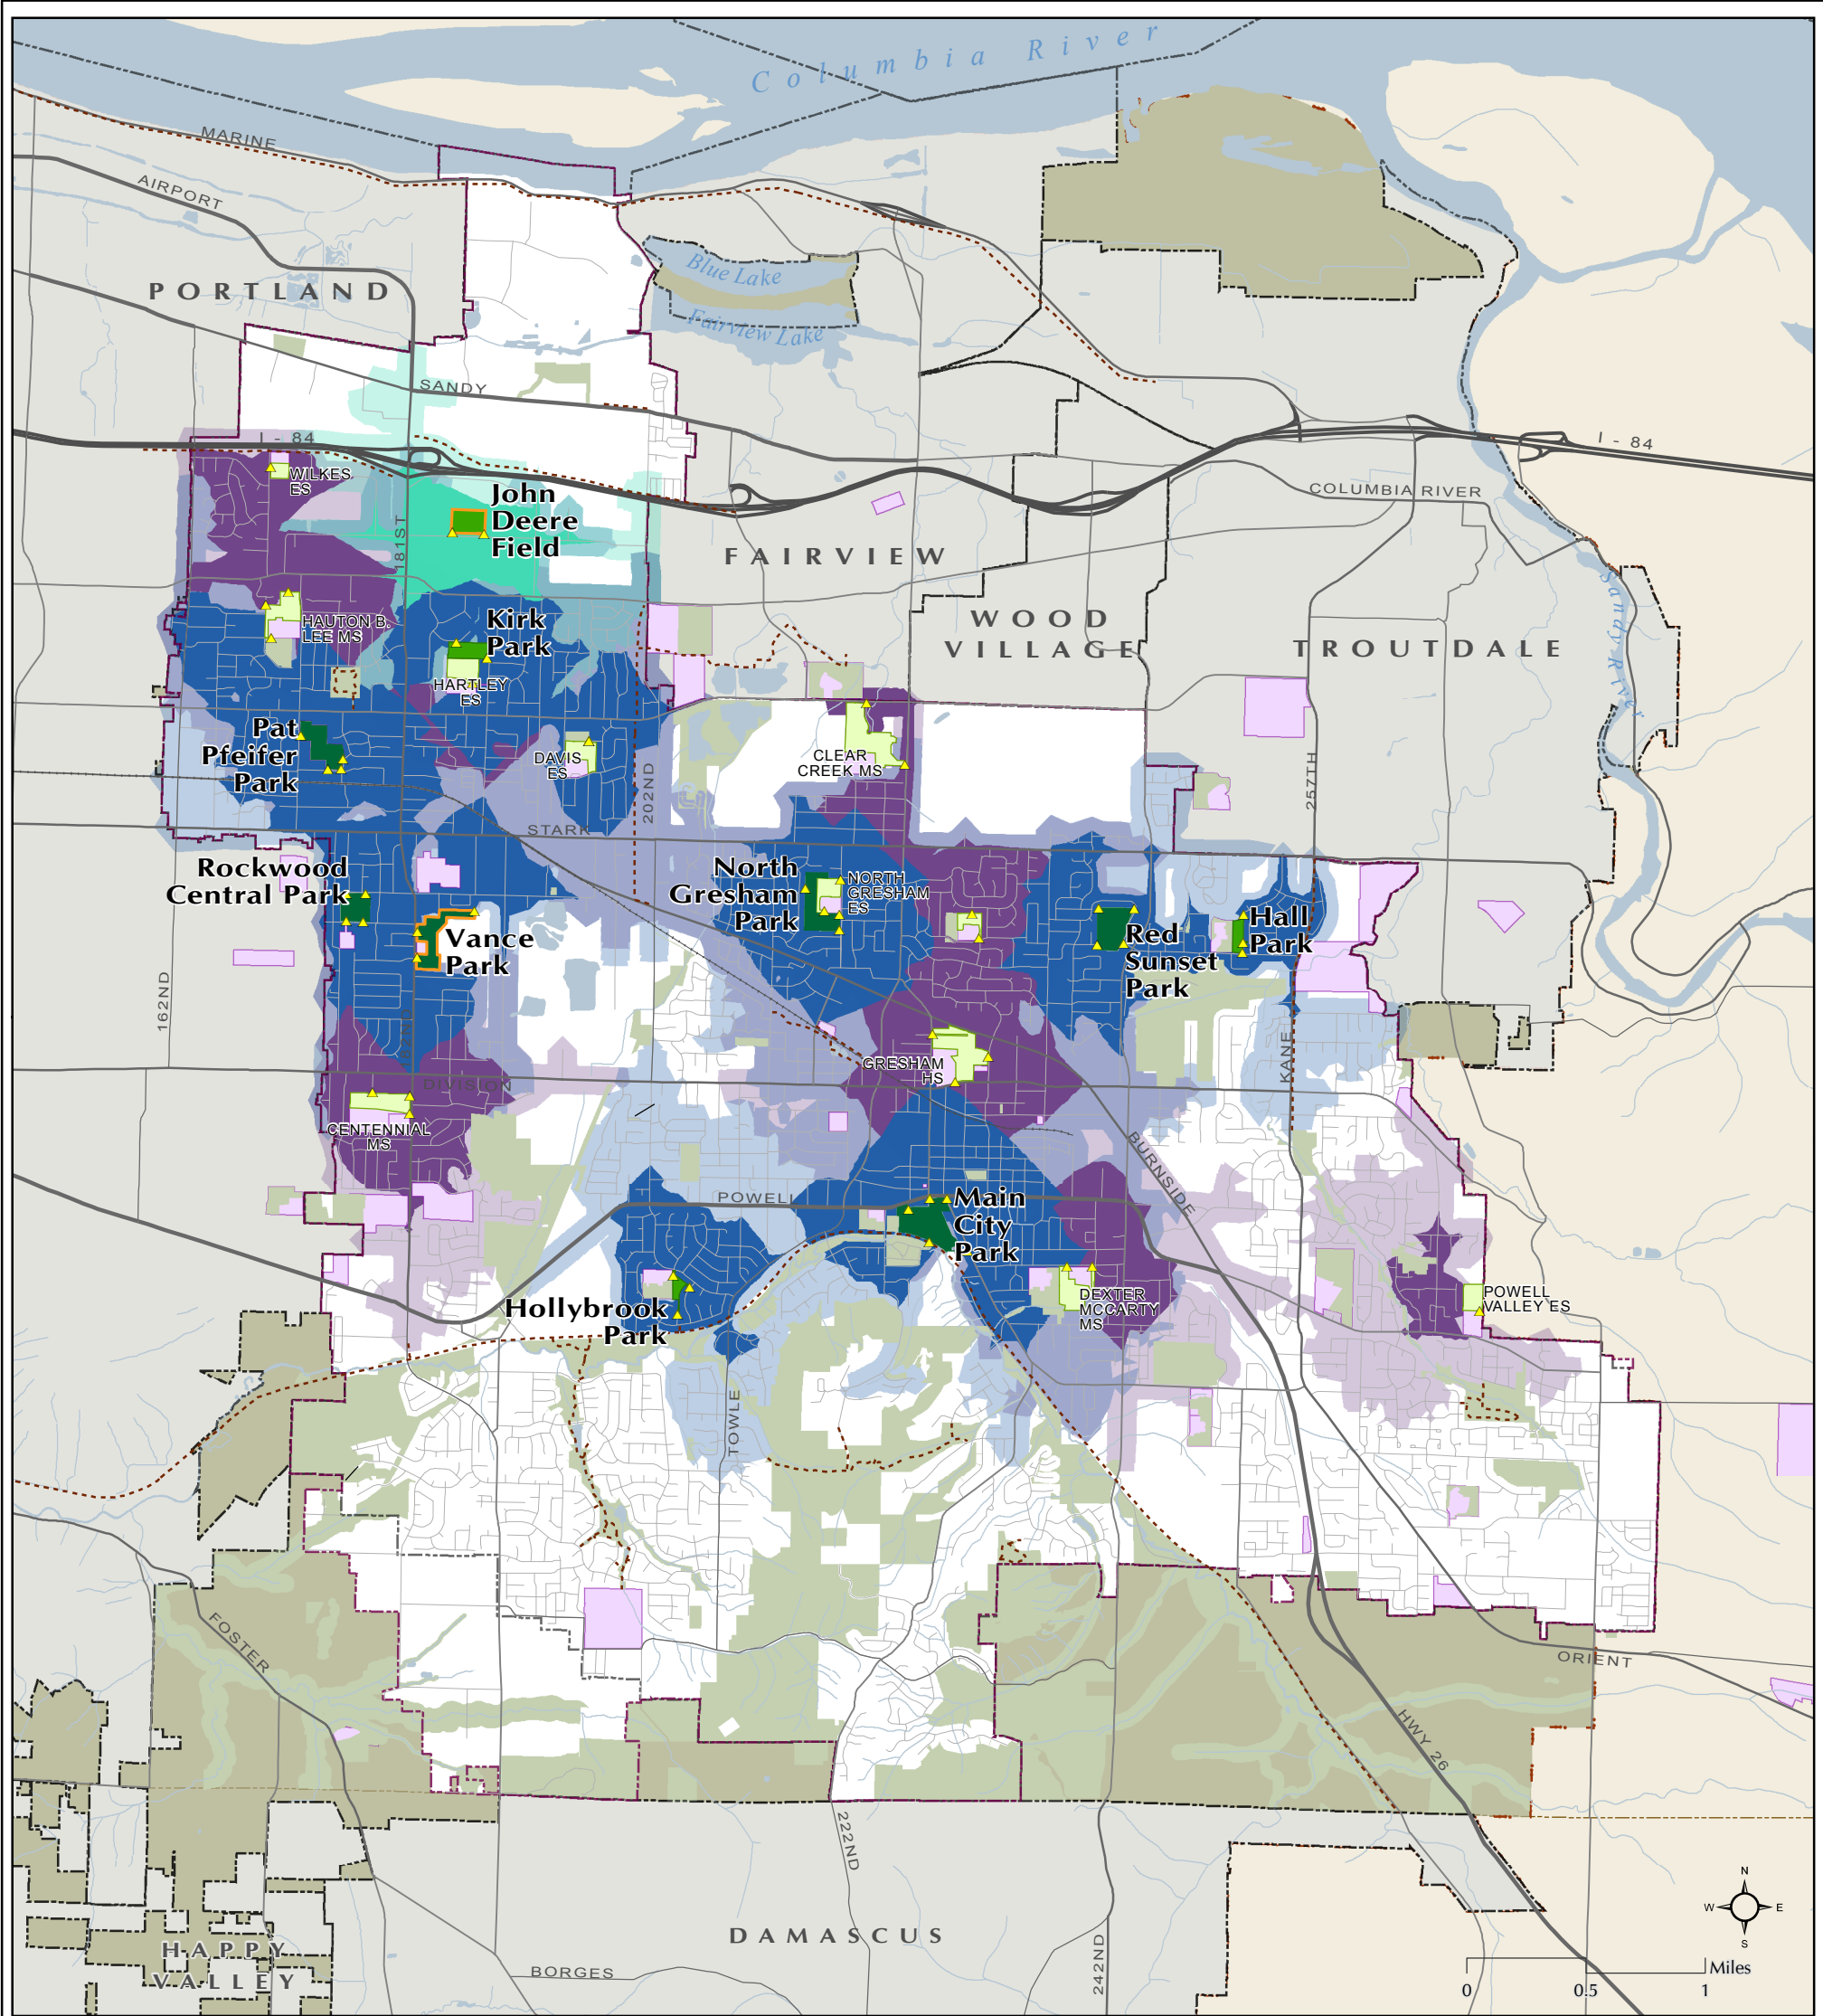 Columbia River
MARINE
AIRPORT
PORTLAND
Blue Lake
Fairview Lake
SANDY
I - 84
I - 84
WILKES
ES
COLUMBIA RIVER
John
Deere
Field
181ST
FAIRVIEW
WOOD
VILLAGE
TROUTDALE
Sandy River
HAUTON B.
LEE MS
Kirk
Park
HARTLEY
ES
Pat
Pfeifer
Park
DAVIS
ES
CLEAR
CREEK MS
202ND
257TH
STARK
Rockwood
Central Park
North
Gresham
Park
NORTH
GRESHAM
ES
Vance
Park
Red
Sunset
Park
Hall
Park
162ND
GRESHAM
HS
KANE
DIVISION
CENTENNIAL
MS
BURNSIDE
POWELL
Main
City
Park
Hollybrook
Park
DEXTER
MCCARTY
MS
POWELL
VALLEY ES
TOWLE
FOSTER
ORIENT
HWY 26
222ND
242ND
DAMASCUS
HAPPY
VALLEY
BORGES
N
W
E
S
Miles
0
0.5
1